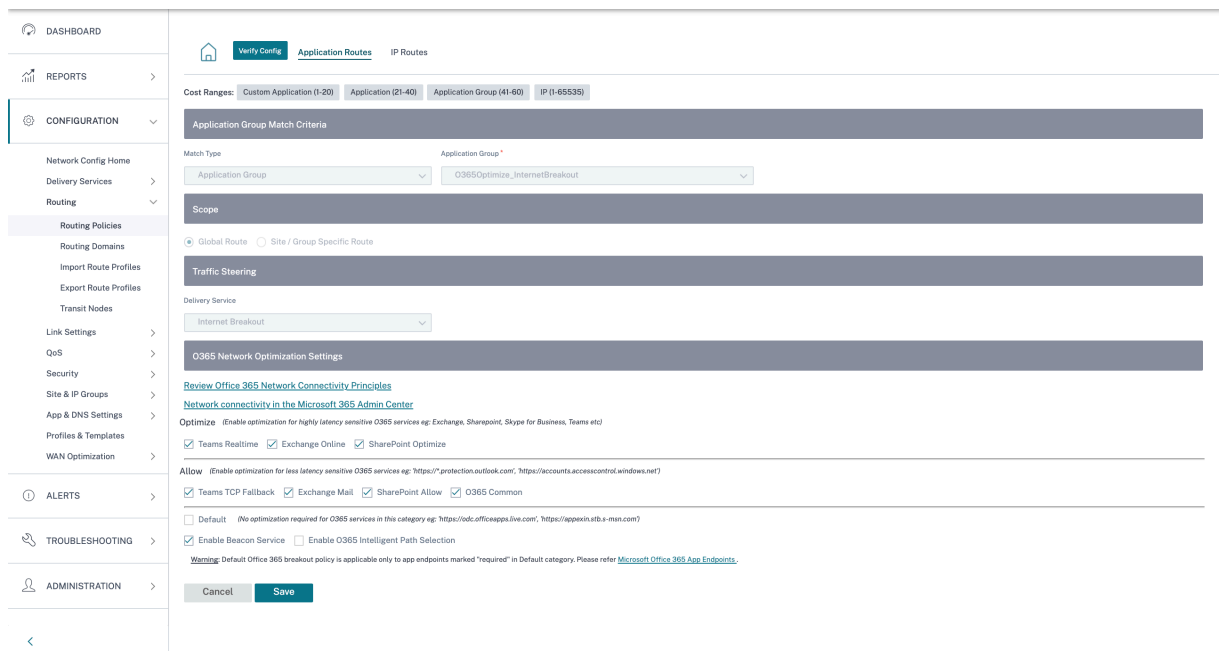 DASHBOARD
REPORTS
CONFIGURATION
Network Config Home
Delivery Services
Routing
Routing Policies
Routing Domains
Import Route Profiles
Export Route Profiles
Transit Nodes
Link Settings
QoS
Security
Site & IP Groups
App & DNS Settings
Profiles & Templates
WAN Optimization
ALERTS
TROUBLESHOOTING
ADMINISTRATION
Verify Config Application Routes IP Routes
Cost Ranges: Custom Application (1-20) Application (21-40) Application Group (41-60) IP (1-65535)
Application Group Match Criteria
Match Type Application Group *
Application Group O365Optimize_InternetBreakout
Scope
Global Route Site / Group Specific Route
Traffic Steering
Delivery Service
Internet Breakout
O365 Network Optimization Settings
Review Office 365 Network Connectivity Principles
Network connectivity in the Microsoft 365 Admin Center
Optimize (Enable optimization for highly latency sensitive O365 services eg: Exchange, Sharepoint, Skype for Business, Teams etc)
Teams Realtime Exchange Online SharePoint Optimize
Allow (Enable optimization for less latency sensitive O365 services eg: 'https://*.protection.outlook.com', 'https://accounts.accesscontrol.windows.net')
Teams TCP Fallback Exchange Mail SharePoint Allow O365 Common
Default (No optimization required for O365 services in this category eg: 'https://odc.officeapps.live.com', 'https://appexin.stb.s-msn.com')
Enable Beacon Service Enable O365 Intelligent Path Selection
Warning: Default Office 365 breakout policy is applicable only to app endpoints marked "required" in Default category. Please refer Microsoft Office 365 App Endpoints .
Cancel Save